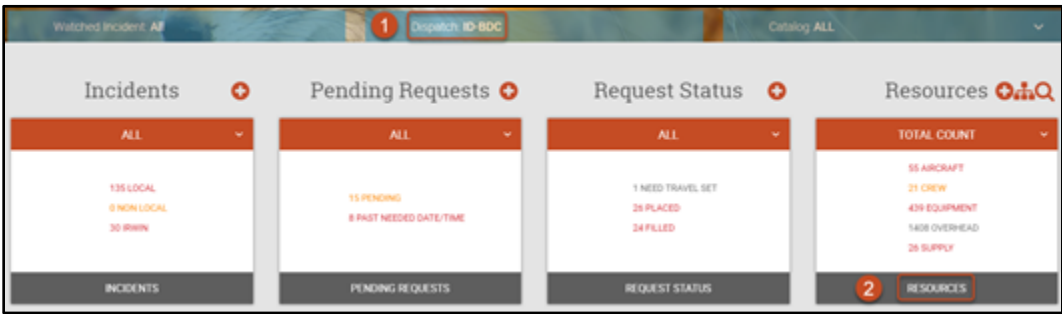 Watched Incident: All
1
Dispatch: ID-BDC
Catalog: ALL
Incidents
Pending Requests
Request Status
Resources
ALL
ALL
ALL
TOTAL COUNT
135 LOCAL
0 NON LOCAL
30 IRWIN
15 PENDING
8 PAST NEEDED DATE/TIME
1 NEED TRAVEL SET
26 PLACED
24 FILLED
55 AIRCRAFT
21 CREW
439 EQUIPMENT
1408 OVERHEAD
26 SUPPLY
INCIDENTS
PENDING REQUESTS
REQUEST STATUS
2
RESOURCES